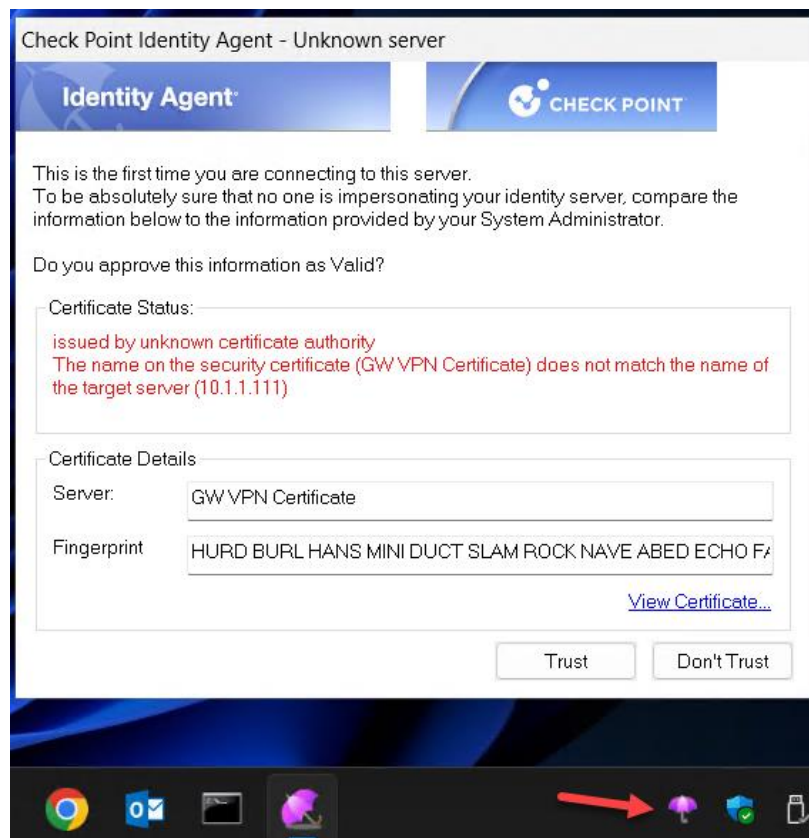 Check Point Identity Agent - Unknown server
Identity Agent
CHECK POINT
This is the first time you are connecting to this server.
To be absolutely sure that no one is impersonating your identity server, compare the
information below to the information provided by your System Administrator.
Do you approve this information as Valid?
Certificate Status:
issued by unknown certificate authority
The name on the security certificate (GW VPN Certificate) does not match the name of
the target server (10.1.1.111)
Certificate Details
Server:
GW VPN Certificate
Fingerprint
HURD BURL HANS MINI DUCT SLAM ROCK NAVE ABED ECHO
View Certificate...
Trust
Don't Trust